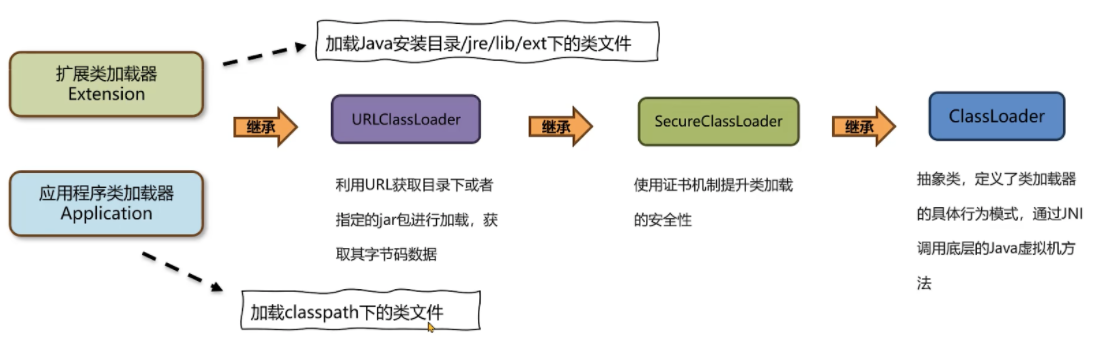 加载Java安装目录/jre/lib/ext下的类文件
扩展类加载器
Extension
继承
URLClassLoader
继承
SecureClassLoader
继承
ClassLoader
应用程序类加载器
Application
利用URL获取目录下或者
指定的jar包进行加载，获
取其字节码数据
使用证书机制提升类加载
的安全性
抽象类，定义了类加载器
的具体行为模式，通过JNI
调用底层的Java虚拟机方
法
加载classpath下的类文件